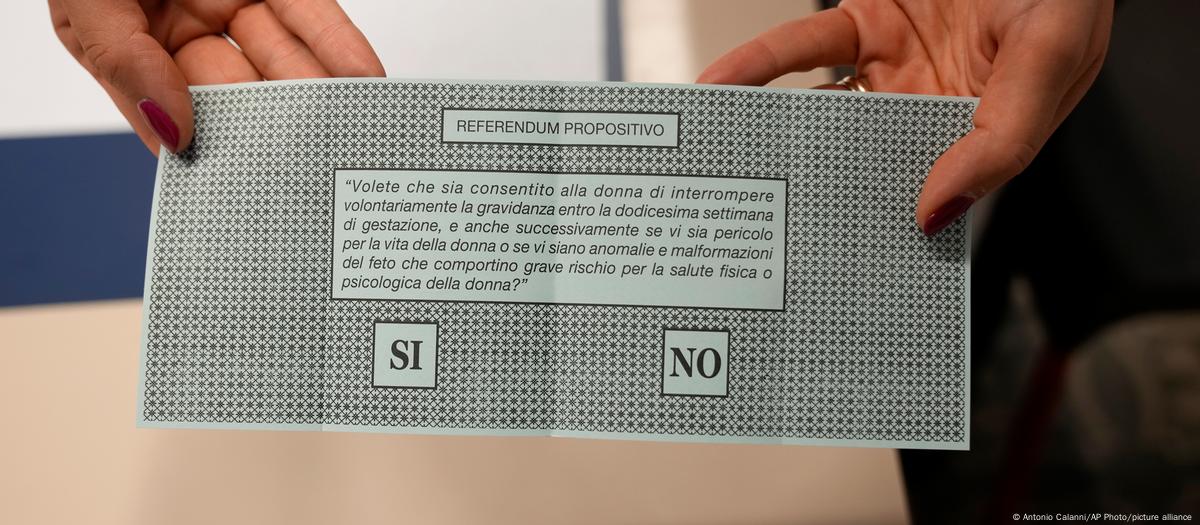 REFERENDUM PROPOSITIVO
“Volete che sia consentito alla donna di interrompere
volontariamente la gravidanza entro la dodicesima settimana
di gestazione, e anche successivamente se vi sia pericolo
per la vita della donna o se vi siano anomalie e malformazioni
del feto che comportino grave rischio per la salute fisica o
psicologica della donna?”
SI
NO
© Antonio Calanni/AP Photo/picture alliance